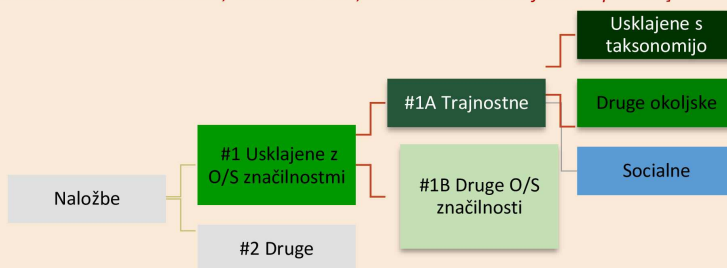 Usklajene s
taksonomijo
#1A Trajnostne
Druge okoljske
#1 Usklajene z
O/S značilnostmi
Socialne
#1B Druge O/S
značilnosti
Naložbe
#2 Druge